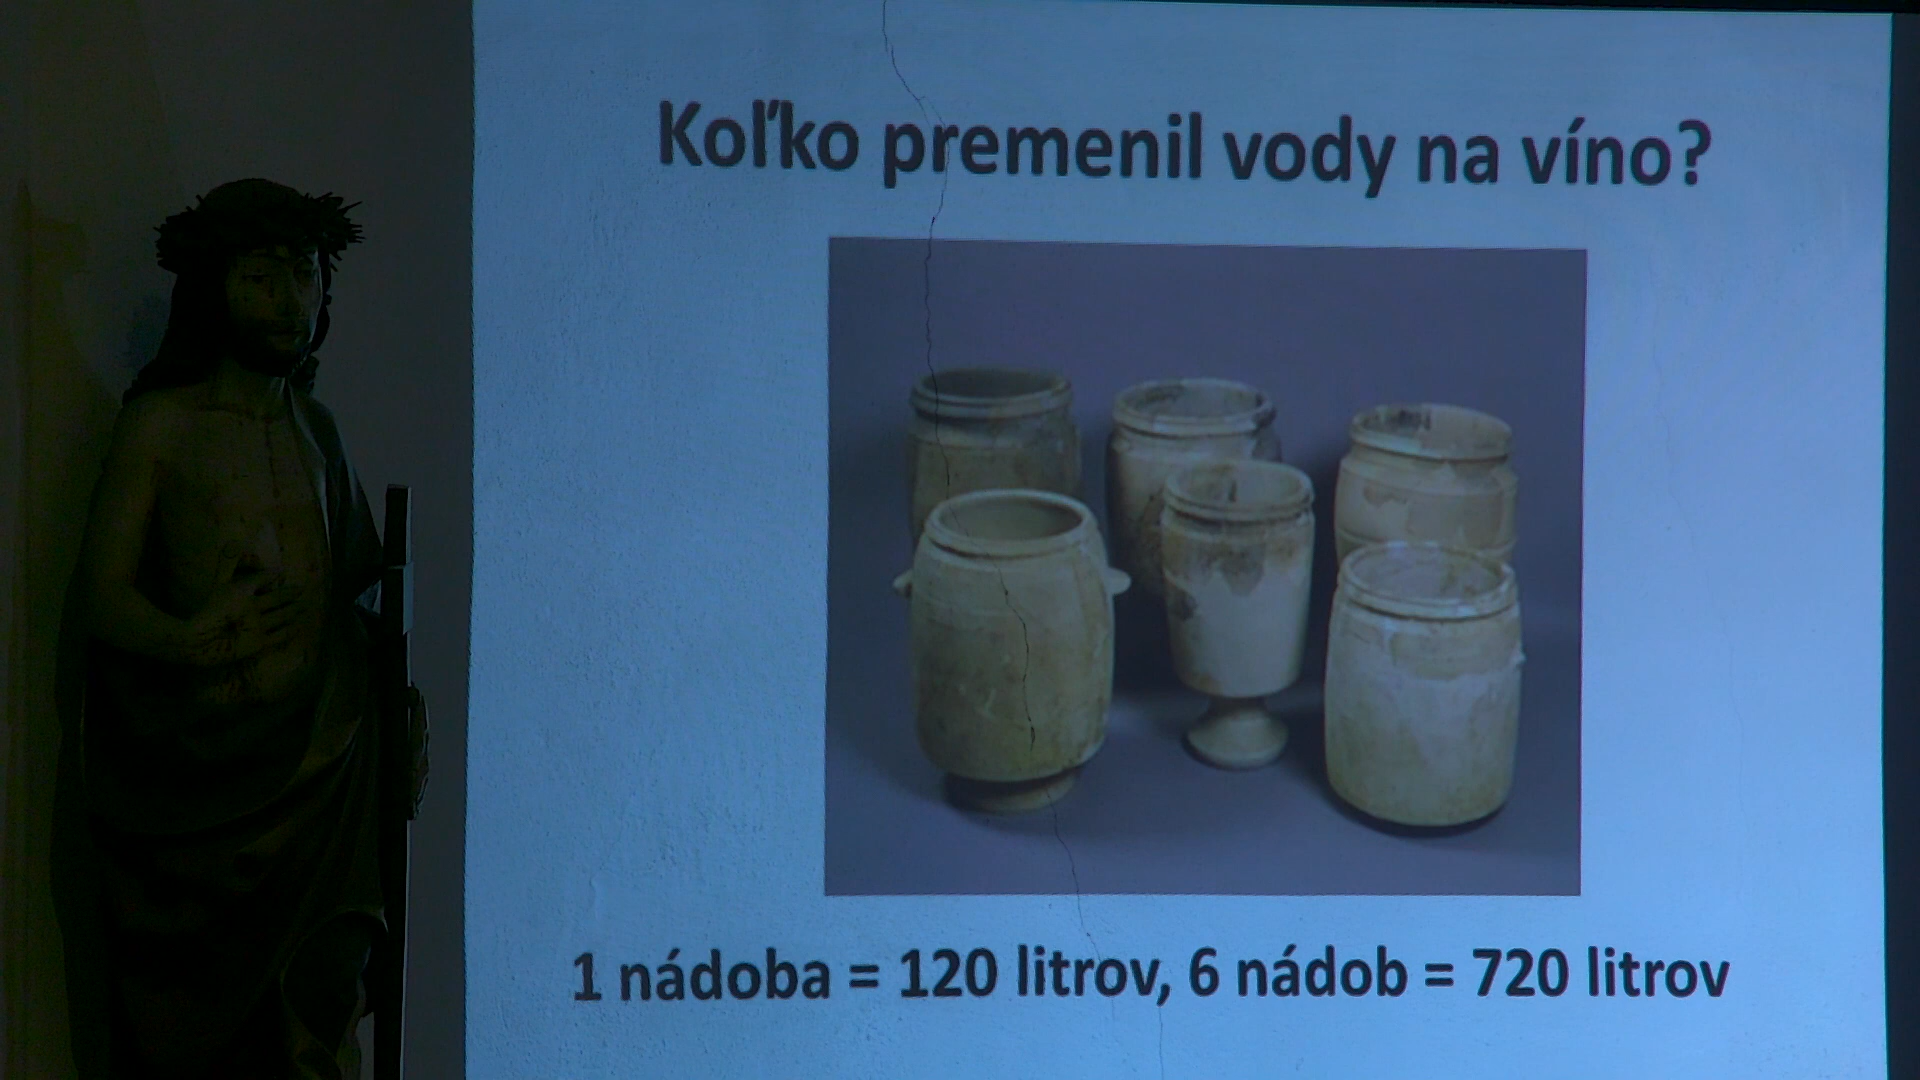 Koľko premenil vody na víno?
1 nádoba = 120 litrov, 6 nádob = 720 litrov